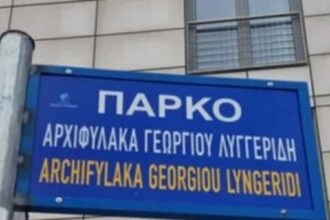 ΠΑΡΚΟ
ΑΡΧΙΦΥΛΑΚΑ ΓΕΩΡΓΙΟΥ ΛΥΓΓΕΡΙΔΗ
ARCHIFYLAKA GEORGIOU LYNGERIDI